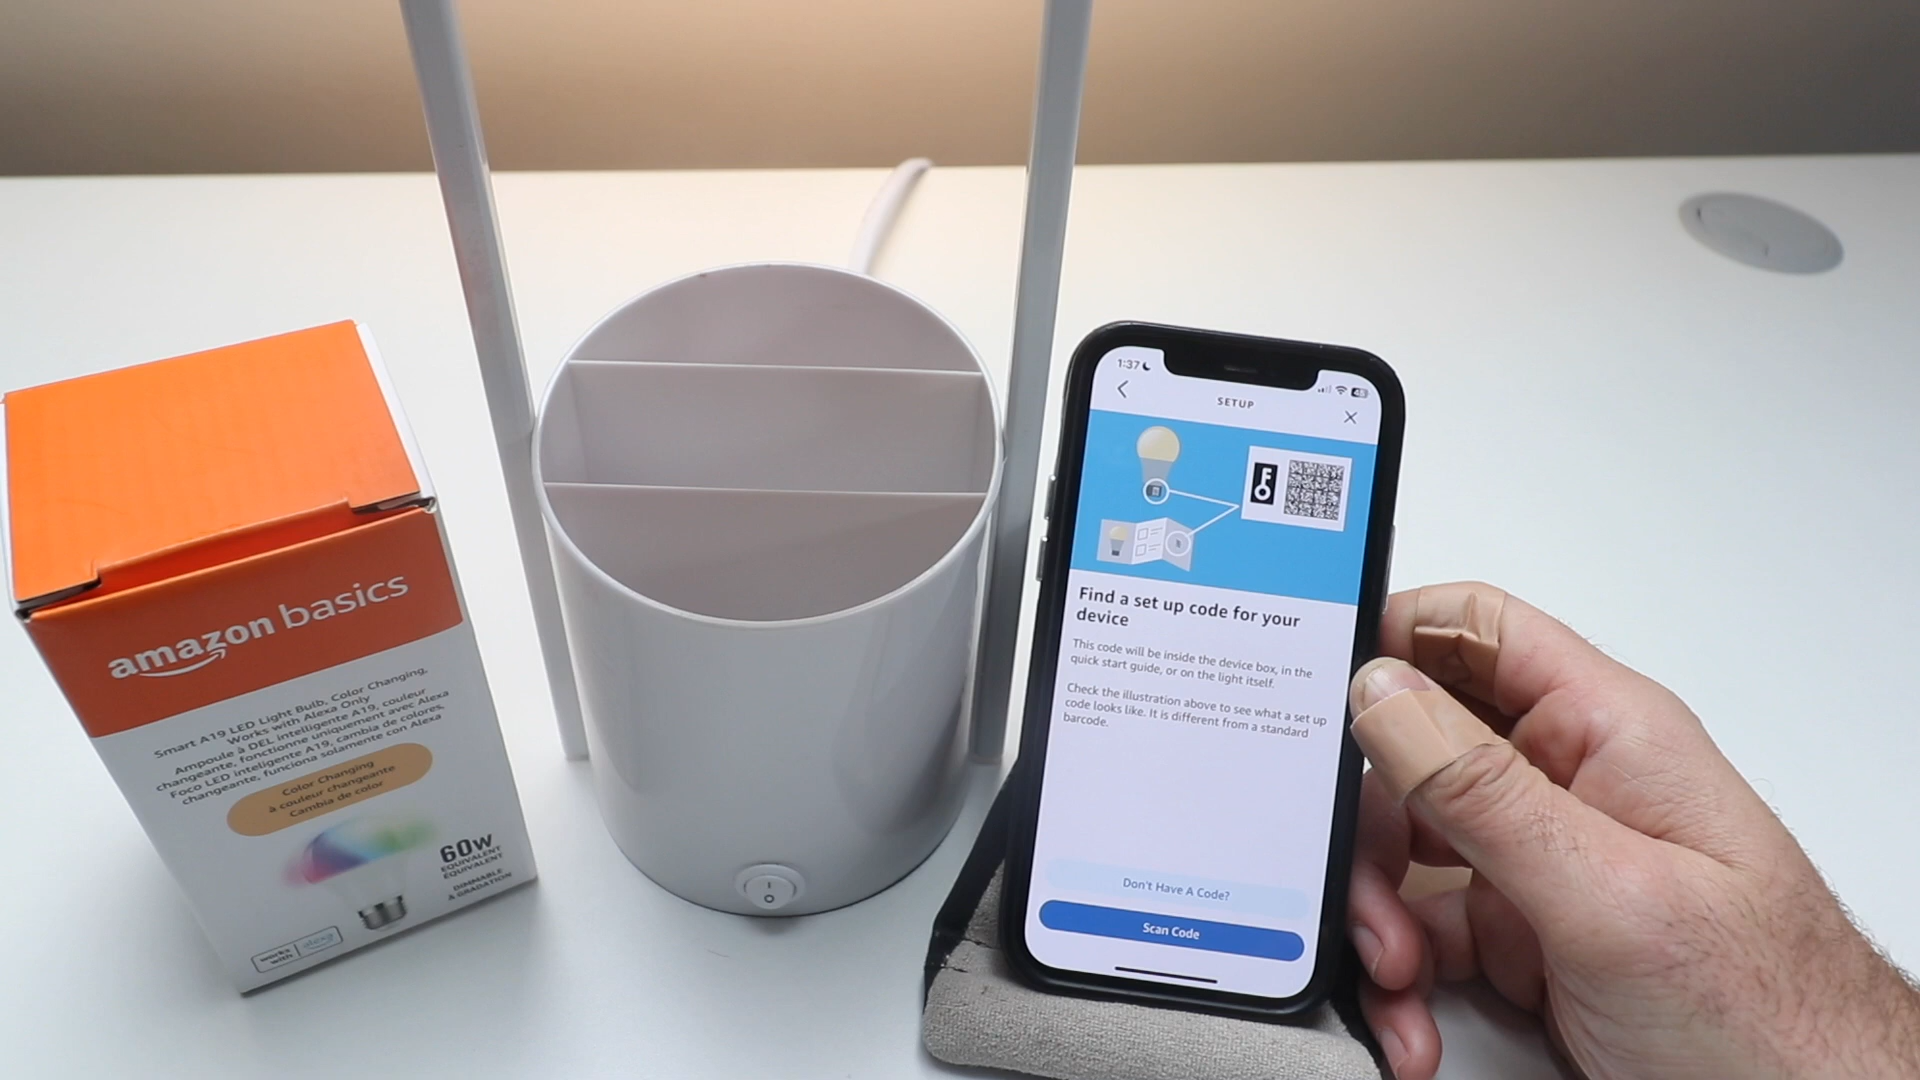 amazon basics
Smart A19 LED Light Bulb, Color Changing,
Works with Alexa Only
Ampoule à DEL intelligente A19, couleur
changeante, fonctionne uniquement avec Alexa
Foco LED inteligente A19, cambia de colores,
changeante, funciona solamente con Alexa
Color Changing
à couleur changeante
Cambia de color
60w
EQUIVALENT
EQUIVALENT
DIMMABLE
À GRADATION
works
with
alexa
1:37
SETUP
Find a set up code for your
device
This code will be inside the device box, in the
quick start guide, or on the light itself.
Check the illustration above to see what a set up
code looks like. It is different from a standard
barcode.
Don't Have A Code?
Scan Code